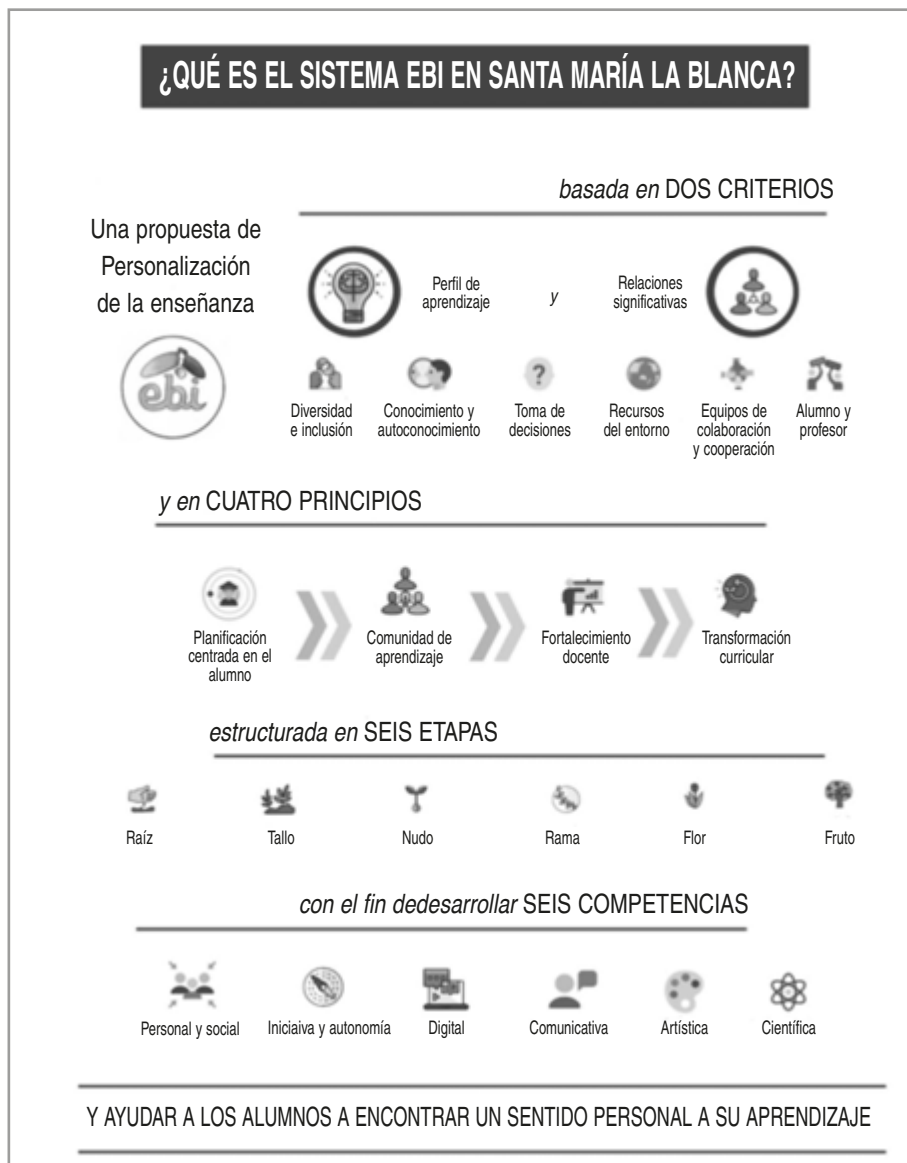 ¿QUÉ ES EL SISTEMA EBI EN SANTA MARÍA LA BLANCA?
basada en DOS CRITERIOS
Una propuesta de
Personalización
de la enseñanza
ebi
Perfil de
aprendizaje
y
Relaciones
significativas
Diversidad
e inclusión
Conocimiento y
autoconocimiento
?
Toma de
decisiones
Recursos
del entorno
Equipos de
colaboración
y cooperación
Alumno y
profesor
y en CUATRO PRINCIPIOS
Planificación
centrada en el
alumno
Comunidad de
aprendizaje
Fortalecimiento
docente
Transformación
curricular
estructurada en SEIS ETAPAS
Raíz
Tallo
Nudo
Rama
Flor
Fruto
con el fin dedesarrollar SEIS COMPETENCIAS
Personal y social
Iniciaiva y autonomía
Digital
Comunicativa
Artística
Científica
Y AYUDAR A LOS ALUMNOS A ENCONTRAR UN SENTIDO PERSONAL A SU APRENDIZAJE